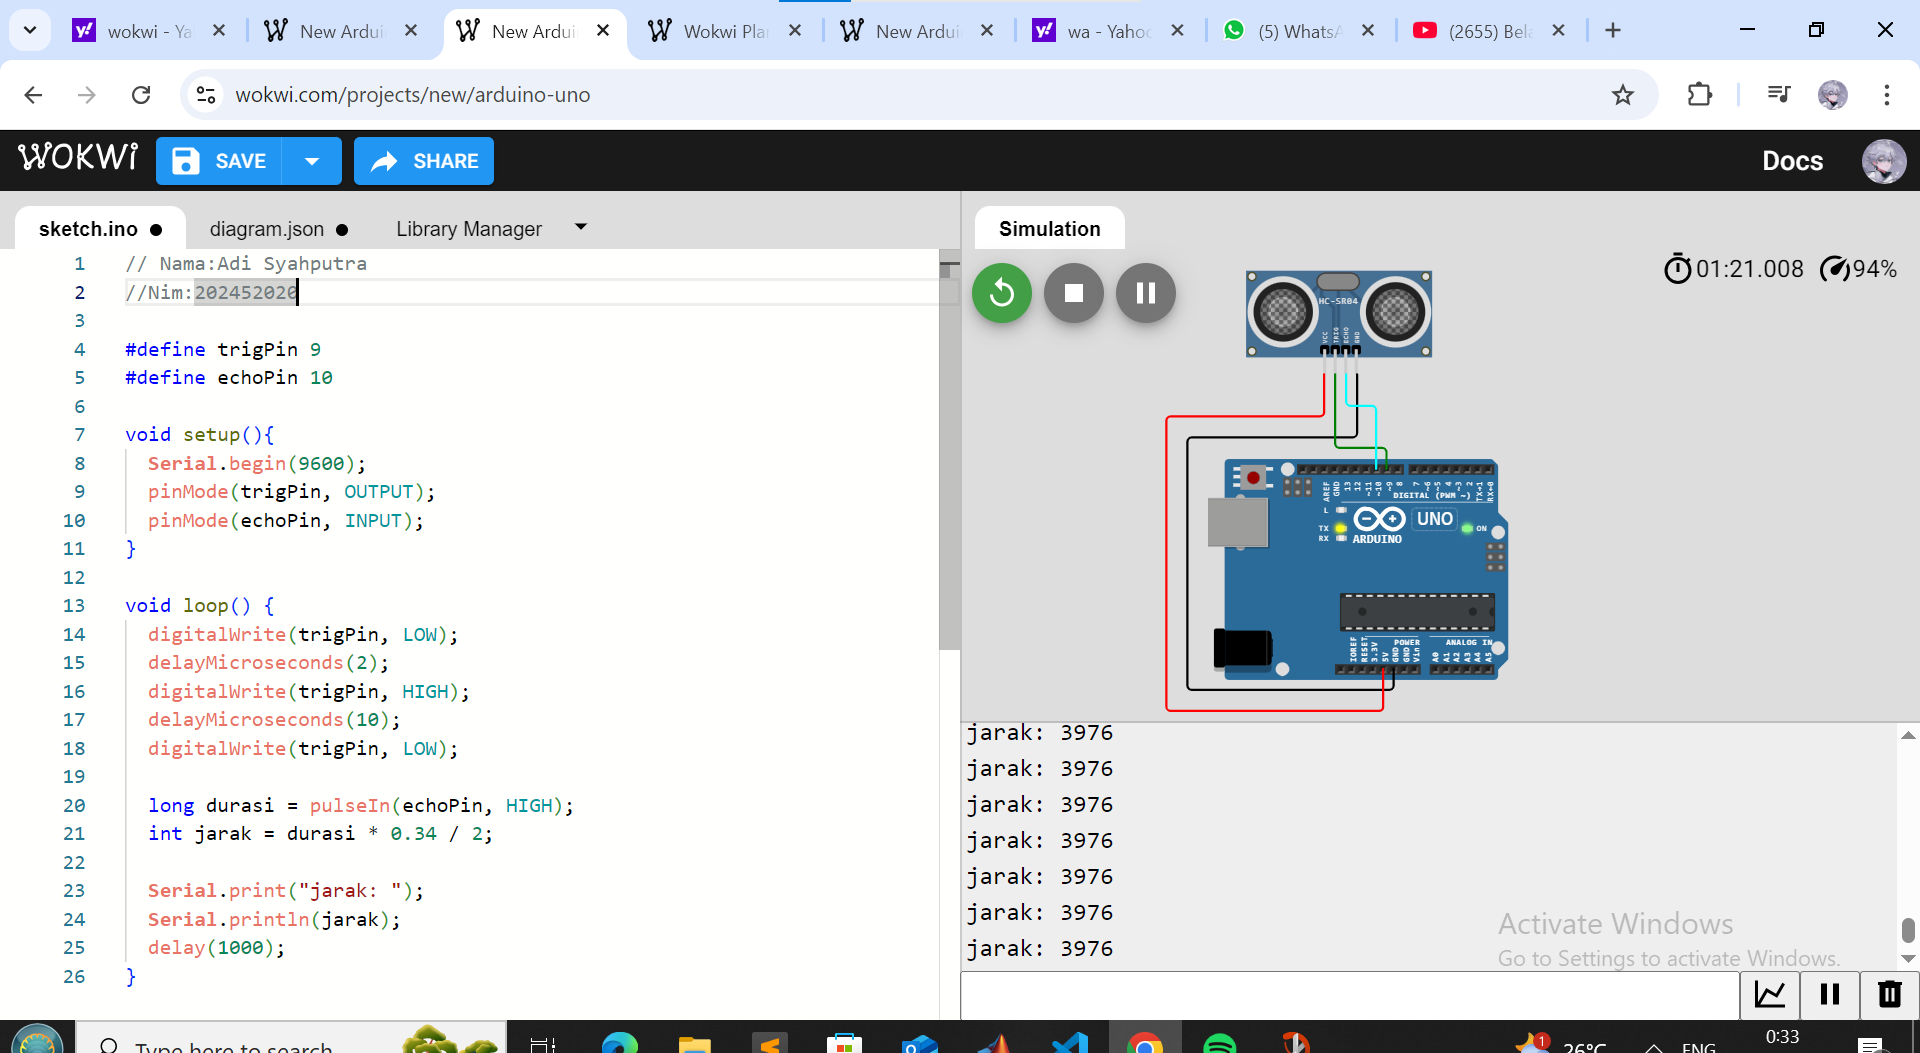 wokwi - Ya
New Ardui
New Ardui
Wokwi Pla
New Ardui
wa - Yahoo
(5) WhatsA
(2655) Bela
wokwi.com/projects/new/arduino-uno
WOKWi
SAVE
SHARE
Docs
sketch.ino
diagram.json
Library Manager
Simulation
01:21.008
94%
1 // Nama:Adi Syahputra
2 //Nim:202452020
3
4 #define trigPin 9
5 #define echoPin 10
6
7 void setup(){
8 Serial.begin(9600);
9 pinMode(trigPin, OUTPUT);
10 pinMode(echoPin, INPUT);
11 }
12
13 void loop() {
14 digitalWrite(trigPin, LOW);
15 delayMicroseconds(2);
16 digitalWrite(trigPin, HIGH);
17 delayMicroseconds(10);
18 digitalWrite(trigPin, LOW);
19
20 long durasi = pulseIn(echoPin, HIGH);
21 int jarak = durasi * 0.34 / 2;
22
23 Serial.print("jarak: ");
24 Serial.println(jarak);
25 delay(1000);
26 }
HC-SR04
VCC
TRIG
ECHO
GND
AREF
GND
13
12
~11
~10
~9
8
7
~6
~5
4
~3
2
TX→1
RX←0
DIGITAL (PWM ~)
L
TX
RX
UNO
ON
ARDUINO
IOREF
RESET
3.3V
5V
GND
GND
Vin
POWER
ANALOG IN
A0
A1
A2
A3
A4
A5
jarak: 3976
jarak: 3976
jarak: 3976
jarak: 3976
jarak: 3976
jarak: 3976
jarak: 3976
Activate Windows
Go to Settings to activate Windows.
Type here to search
1
26°C
ENG
0:33